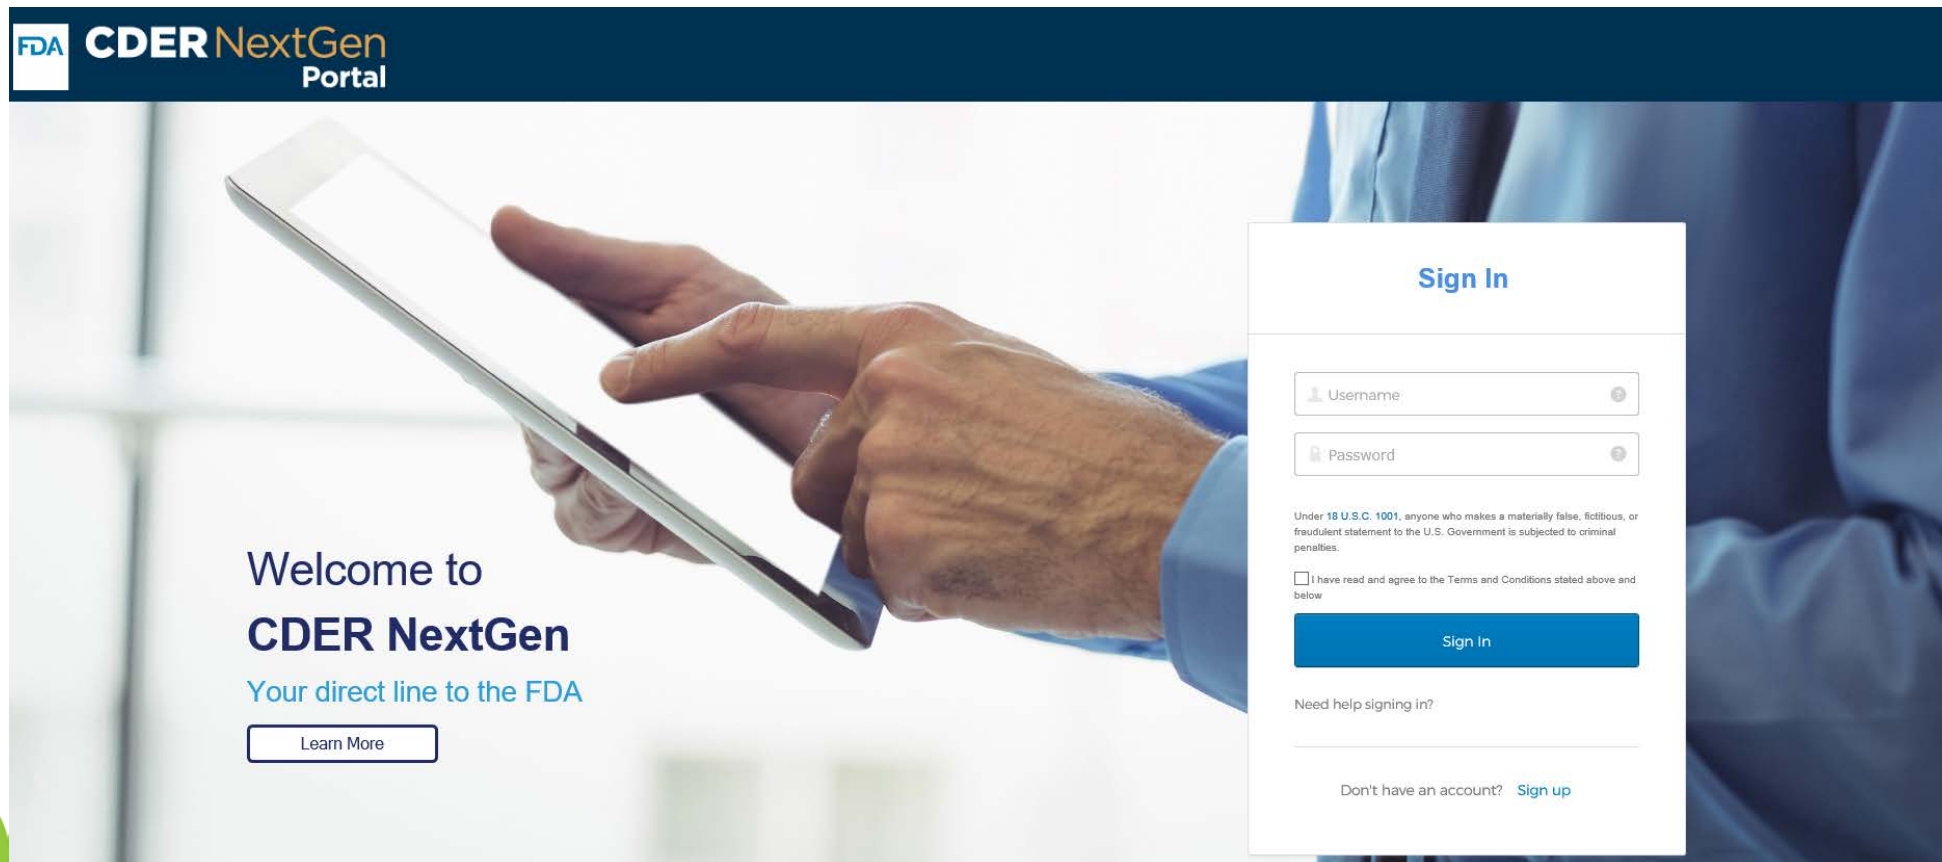 FDA
CDER NextGen
Portal
Sign In
Username
Password
Under 18 U.S.C. 1001, anyone who makes a materially false, fictitious, or
fraudulent statement to the U.S. Government is subjected to criminal
penalties.
I have read and agree to the Terms and Conditions stated above and
below
Sign In
Need help signing in?
Don't have an account? Sign up
Welcome to
CDER NextGen
Your direct line to the FDA
Learn More